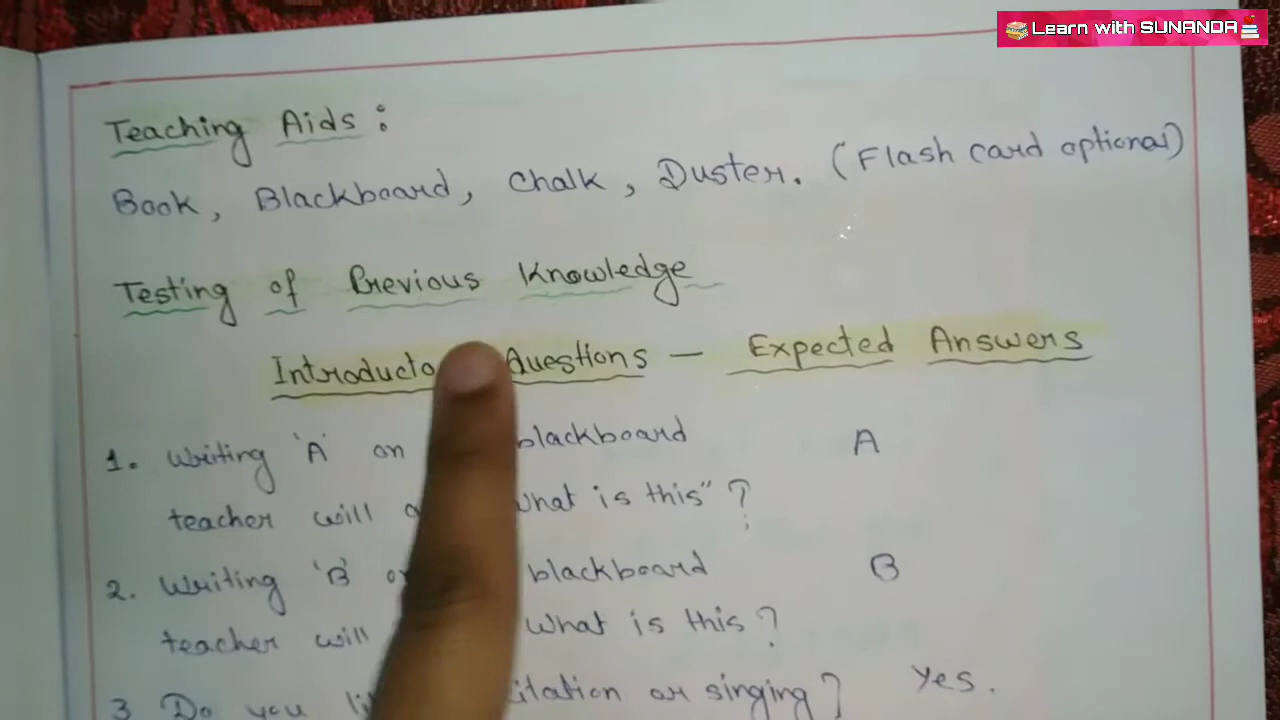 Learn with SUNANDA
Teaching Aids :
Book, Blackboard, Chalk, Duster. (Flash card optional)
Testing of Previous Knowledge
Questions — Expected Answers
1. Writing 'A' on blackboard A
teacher will what is this" ?
2. Writing 'B' blackboard B
teacher will What is this ?
3 Do you or singing ? Yes.